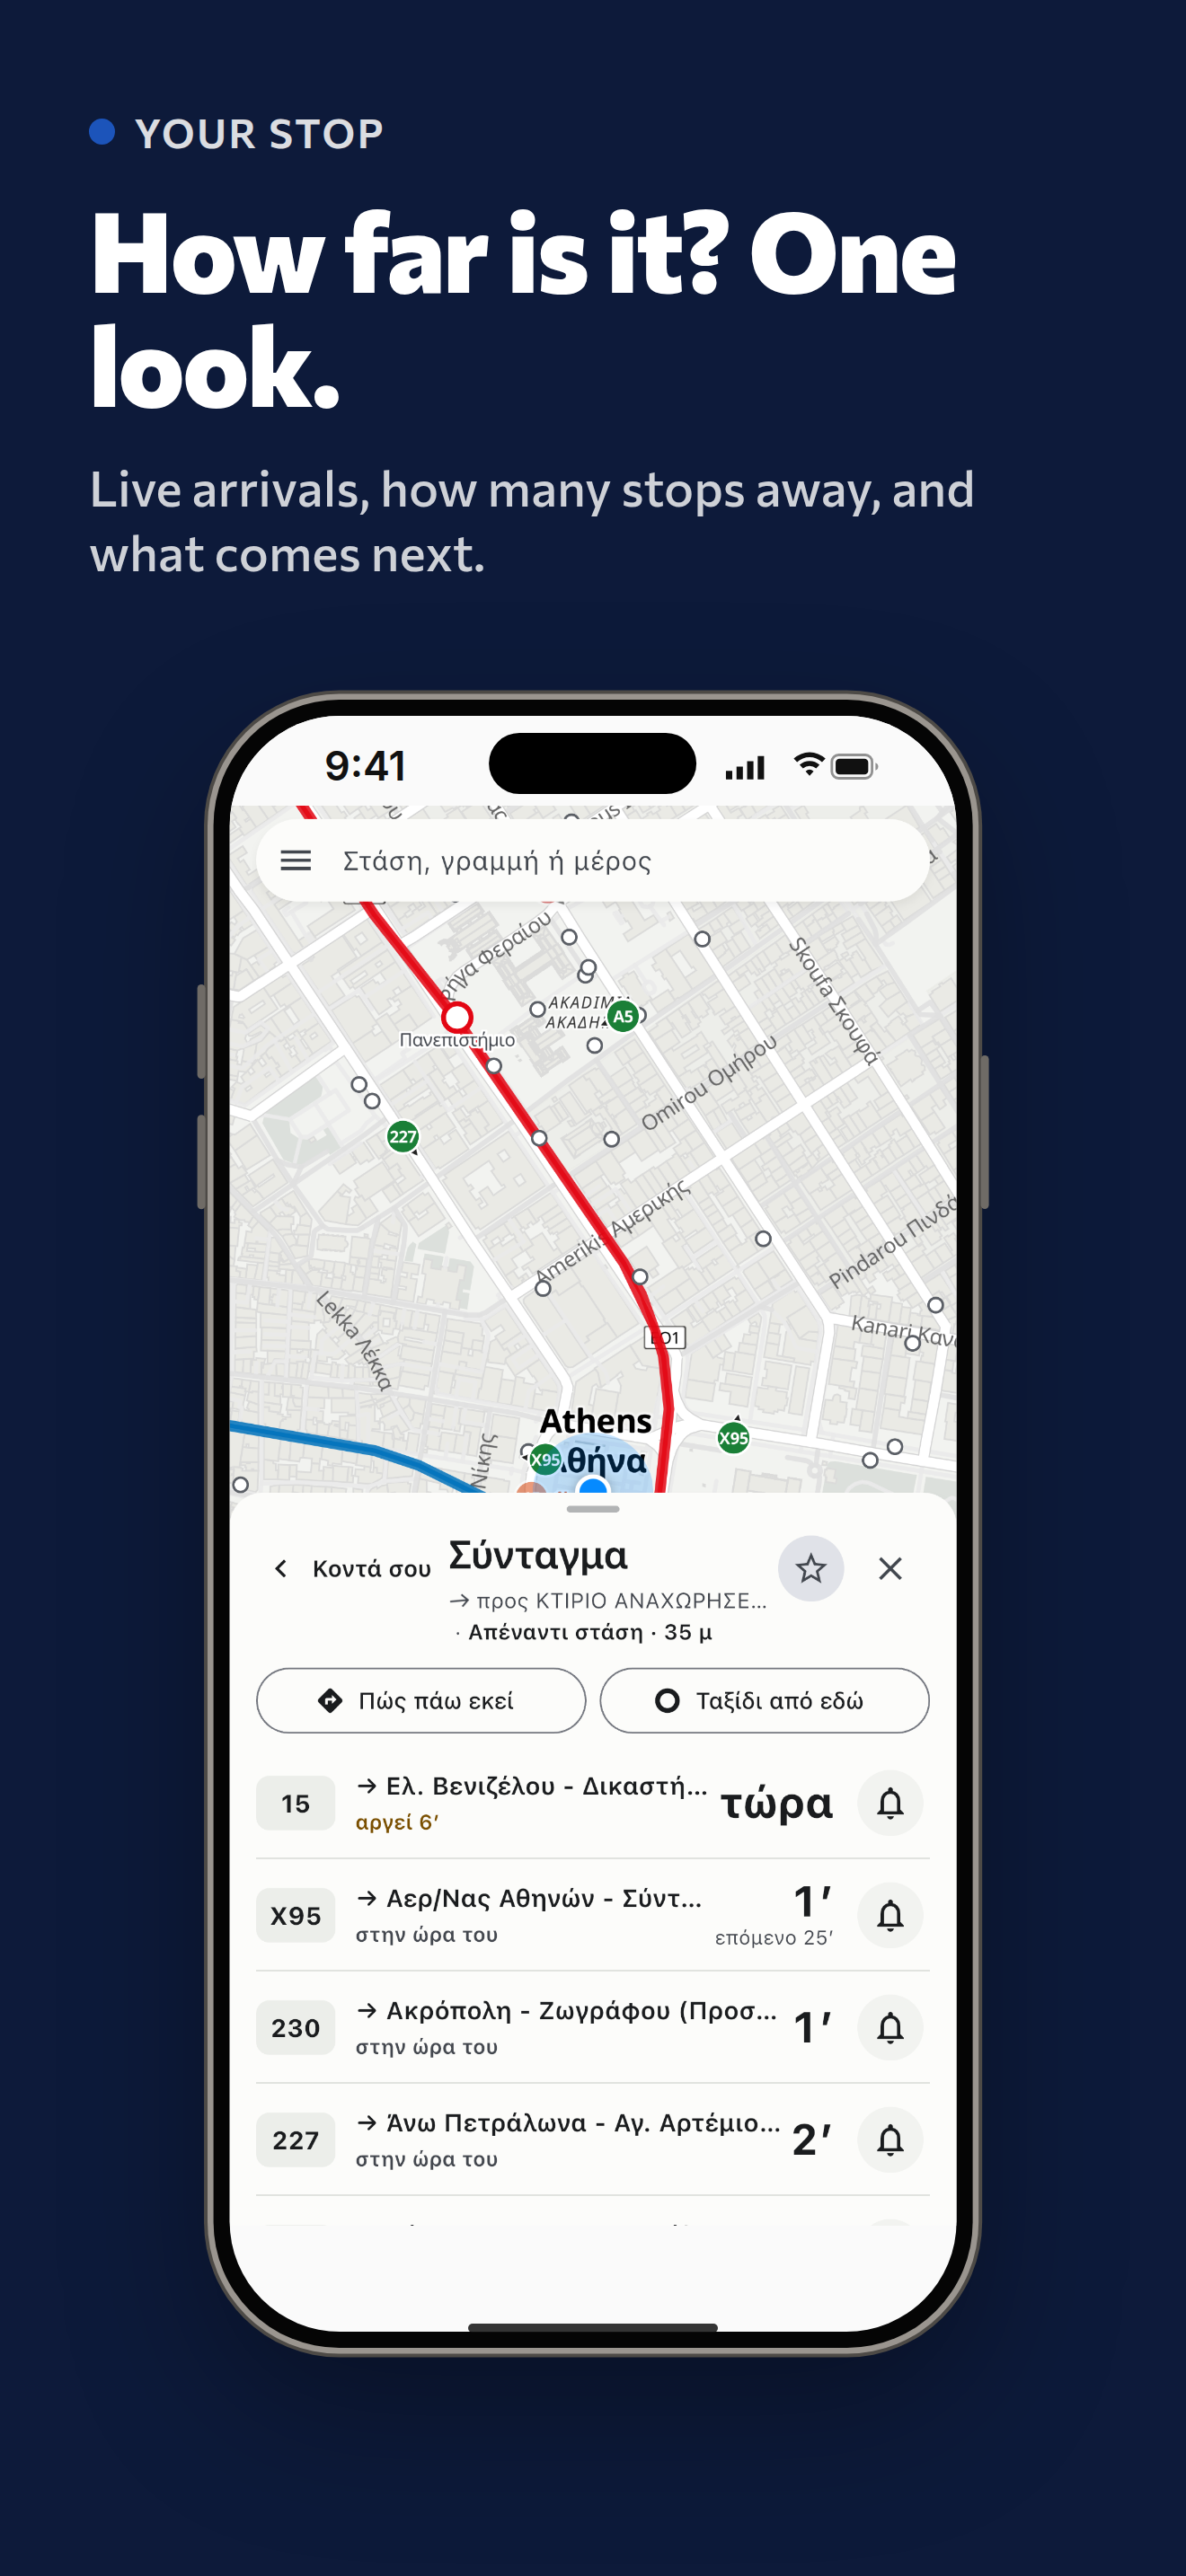 YOUR STOP
How far is it? One
look.
Live arrivals, how many stops away, and
what comes next.
9:41
Στάση, γραμμή ή μέρος
Ρήγα Φεραίου
Skoufa Σκουφά
A5
Πανεπιστήμιο
Omirou Ομήρου
227
Amerikis Αμερικής
Pindarou
Lekka Λέκκα
Kanari
Athens
X95
X95
Νίκης
Κοντά σου
Σύνταγμα
→ προς ΚΤΙΡΙΟ ΑΝΑΧΩΡΗΣΕ...
· Απέναντι στάση · 35 μ
Πώς πάω εκεί
Ταξίδι από εδώ
15
→ Ελ. Βενιζέλου - Δικαστή...
αργεί 6′
τώρα
X95
→ Αερ/Νας Αθηνών - Σύντ...
στην ώρα του
1′
επόμενο 25′
230
→ Ακρόπολη - Ζωγράφου (Προσ...
στην ώρα του
1′
227
→ Άνω Πετράλωνα - Αγ. Αρτέμιο...
στην ώρα του
2′